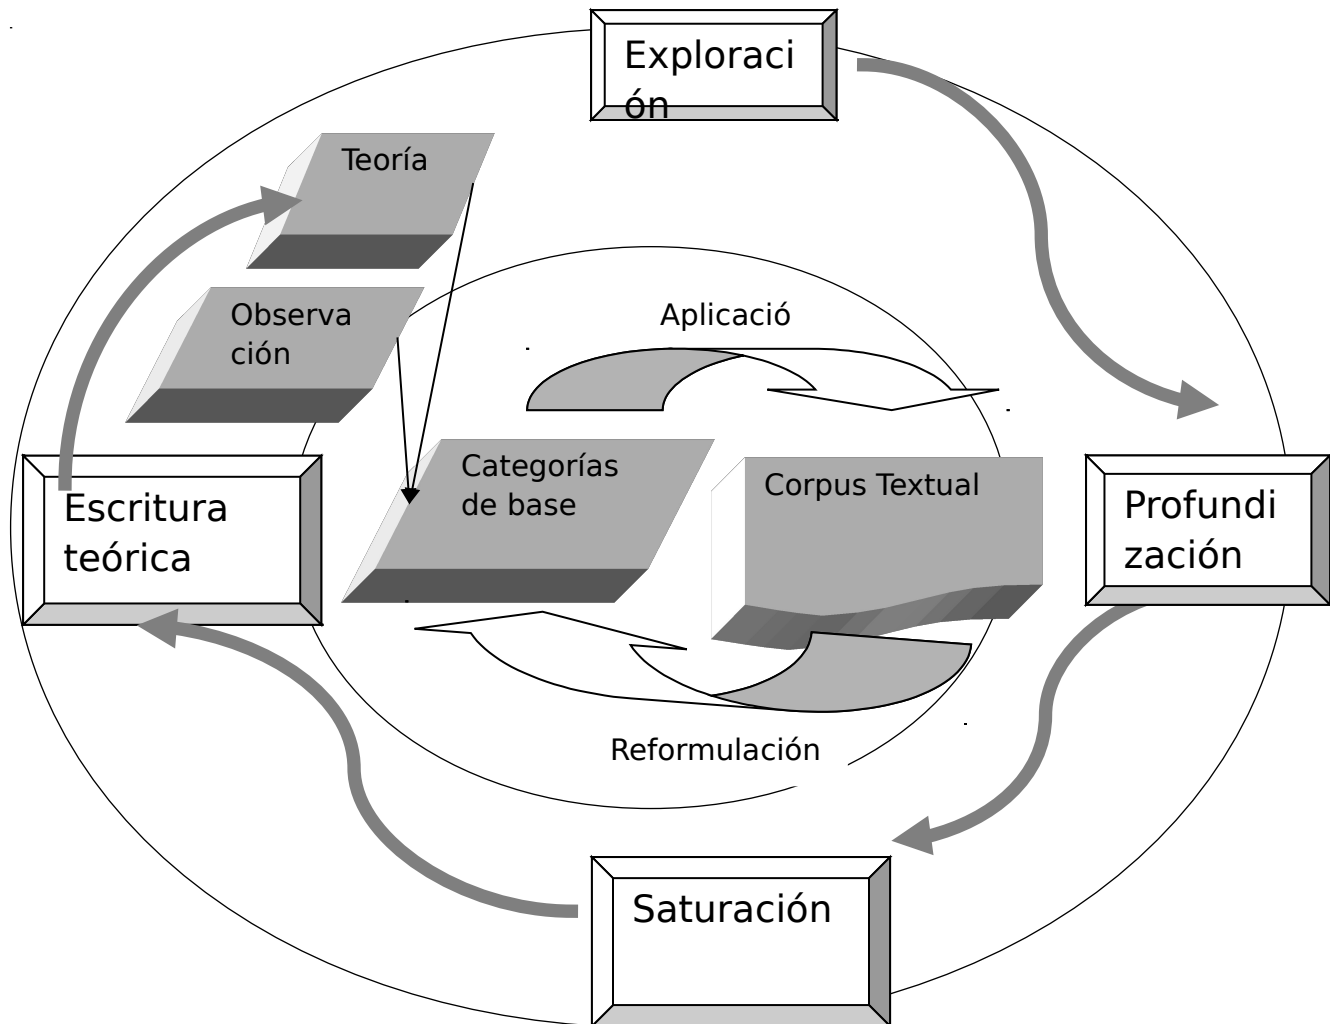 Exploraci
ón
Teoría
Observa
ción
Aplicació
Categorías
de base
Corpus Textual
Escritura
teórica
Profundi
zación
Reformulación
Saturación